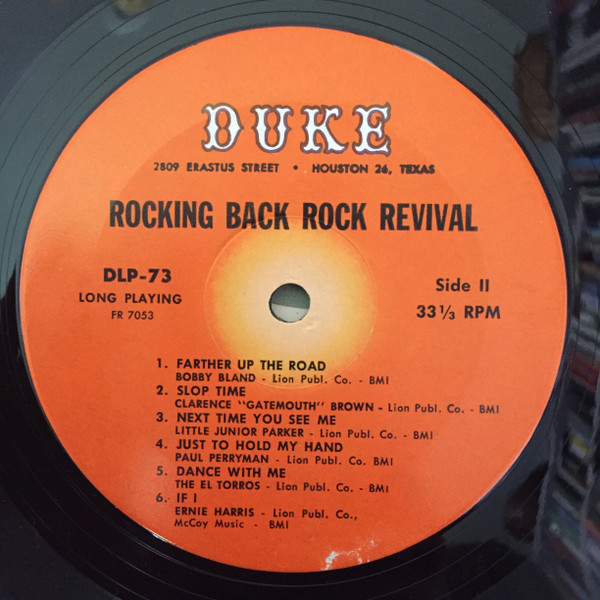 DUKE
2809 ERASTUS STREET • HOUSTON 26, TEXAS
ROCKING BACK ROCK REVIVAL
DLP-73
LONG PLAYING
FR 7053
Side II
33 1/3 RPM
1. FARTHER UP THE ROAD
BOBBY BLAND - Lion Publ. Co. - BMI
2. SLOP TIME
CLARENCE "GATEMOUTH" BROWN - Lion Publ. Co. - BMI
3. NEXT TIME YOU SEE ME
LITTLE JUNIOR PARKER - Lion Publ. Co. - BMI
4. JUST TO HOLD MY HAND
PAUL PERRYMAN - Lion Publ. Co. BMI
5. DANCE WITH ME
THE EL TORROS - Lion Publ. Co. - BMI
6. IF I
ERNIE HARRIS - Lion Publ. Co.,
McCoy Music - BMI